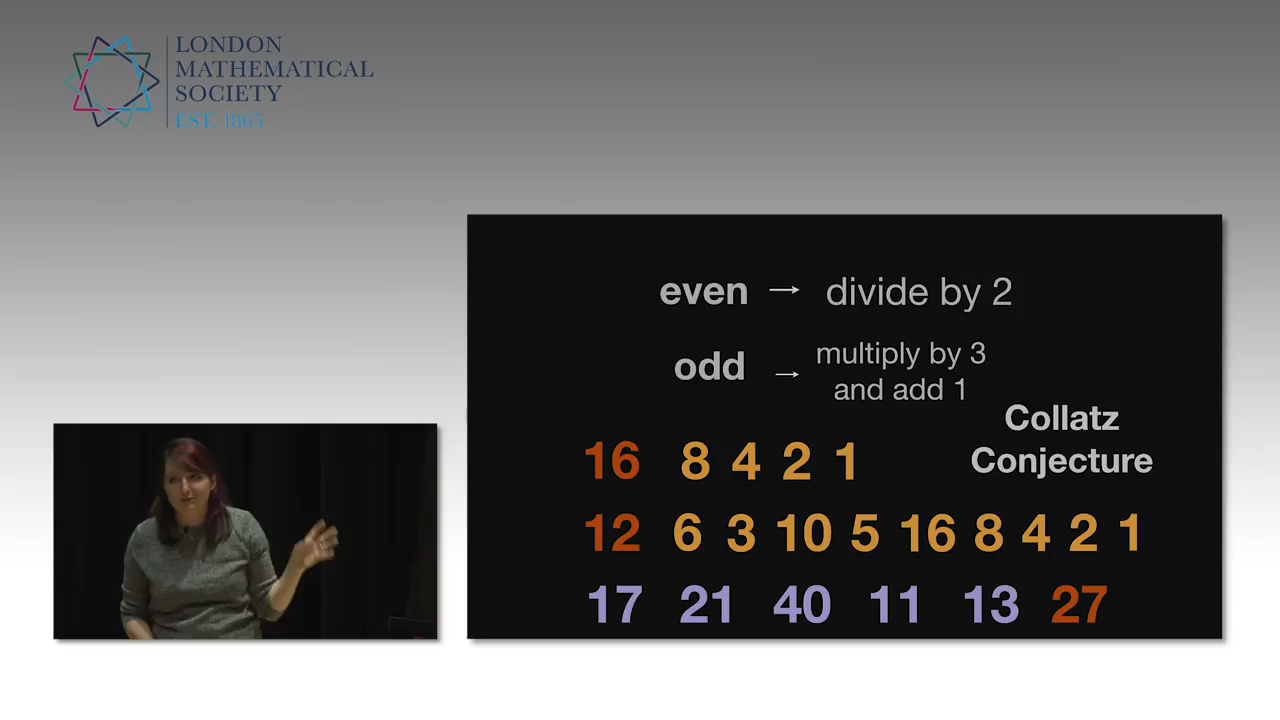 LONDON
MATHEMATICAL
SOCIETY
EST. 1865
even → divide by 2
odd → multiply by 3
and add 1
Collatz
Conjecture
16 8 4 2 1
12 6 3 10 5 16 8 4 2 1
17 21 40 11 13 27